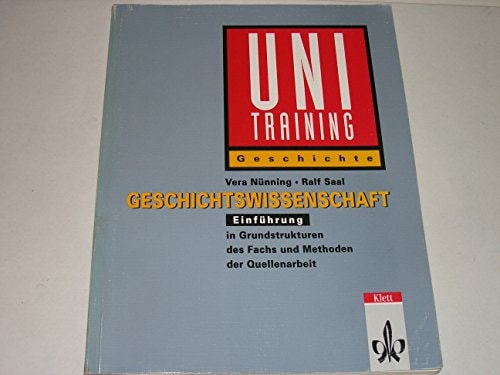 UNI
TRAINING
Geschichte
Vera Nünning • Ralf Saal
GESCHICHTSWISSENSCHAFT
Einführung
in Grundstrukturen
des Fachs und Methoden
der Quellenarbeit
Klett